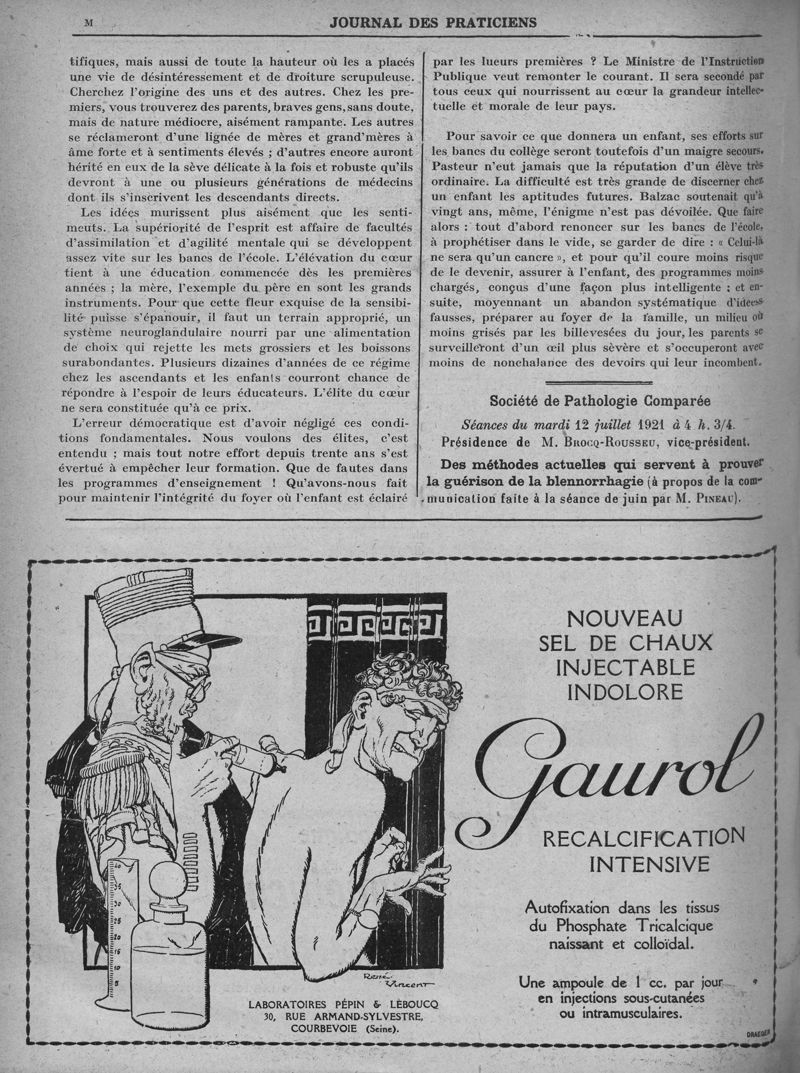 M
JOURNAL DES PRATICIENS
tifiques, mais aussi de toute la hauteur où les a placés
une vie de désintéressement et de droiture scrupuleuse.
Cherchez l'origine des uns et des autres. Chez les pre-
miers, vous trouverez des parents, braves gens, sans doute,
mais de nature médiocre, aisément rampante. Les autres
se réclameront d'une lignée de mères et grand'mères à
âme forte et à sentiments élevés ; d'autres encore auront
hérité en eux de la sève délicate à la fois et robuste qu'ils
devront à une ou plusieurs générations de médecins
dont ils s'inscrivent les descendants directs.
Les idées murissent plus aisément que les senti-
meuts. La supériorité de l'esprit est affaire de facultés
d'assimilation et d'agilité mentale qui se développent
assez vite sur les bancs de l'école. L'élévation du cœur
tient à une éducation commencée dès les premières
années ; la mère, l'exemple du père en sont les grands
instruments. Pour que cette fleur exquise de la sensibi-
lité puisse s'épanouir, il faut un terrain approprié, un
système neuroglandulaire nourri par une alimentation
de choix qui rejette les mets grossiers et les boissons
surabondantes. Plusieurs dizaines d'années de ce régime
chez les ascendants et les enfants courront chance de
répondre à l'espoir de leurs éducateurs. L'élite du cœur
ne sera constituée qu'à ce prix.
L'erreur démocratique est d'avoir négligé ces condi-
tions fondamentales. Nous voulons des élites, c'est
entendu ; mais tout notre effort depuis trente ans s'est
évertué à empêcher leur formation. Que de fautes dans
les programmes d'enseignement ! Qu'avons-nous fait
pour maintenir l'intégrité du foyer où l'enfant est éclairé
par les lueurs premières ? Le Ministre de l'Instruction
Publique veut remonter le courant. Il sera secondé par
tous ceux qui nourrissent au cœur la grandeur intellec-
tuelle et morale de leur pays.
Pour savoir ce que donnera un enfant, ses efforts sur
les bancs du collège seront toutefois d'un maigre secours.
Pasteur n'eut jamais que la réputation d'un élève très
ordinaire. La difficulté est très grande de discerner chez
un enfant les aptitudes futures. Balzac soutenait qu'à
vingt ans, même, l'énigme n'est pas dévoilée. Que faire
alors : tout d'abord renoncer sur les bancs de l'école,
à prophétiser dans le vide, se garder de dire : « Celui-là
ne sera qu'un cancre », et pour qu'il coure moins risque
de le devenir, assurer à l'enfant, des programmes moins
chargés, conçus d'une façon plus intelligente ; et en-
suite, moyennant un abandon systématique d'idées
fausses, préparer au foyer de la famille, un milieu où
moins grisés par les billevesées du jour, les parents se
surveilleront d'un œil plus sévère et s'occuperont avec
moins de nonchalance des devoirs qui leur incombent.
Société de Pathologie Comparée
Séances du mardi 12 juillet 1921 à 4 h. 3/4.
Présidence de M. BROCQ-ROUSSEU, vice-président.
Des méthodes actuelles qui servent à prouver
la guérison de la blennorrhagie (à propos de la com-
munication faite à la séance de juin par M. PINEAU).
NOUVEAU
SEL DE CHAUX
INJECTABLE
INDOLORE
Gaurol
RECALCIFICATION
INTENSIVE
Autofixation dans les tissus
du Phosphate Tricalcique
naissant et colloïdal.
Une ampoule de 1 cc. par jour
en injections sous-cutanées
ou intramusculaires.
40
35
30
25
20
15
10
5
René
Vincent
LABORATOIRES PÉPIN & LEBOUCQ
30, RUE ARMAND-SYLVESTRE,
COURBEVOIE (Seine).
DRAEGER